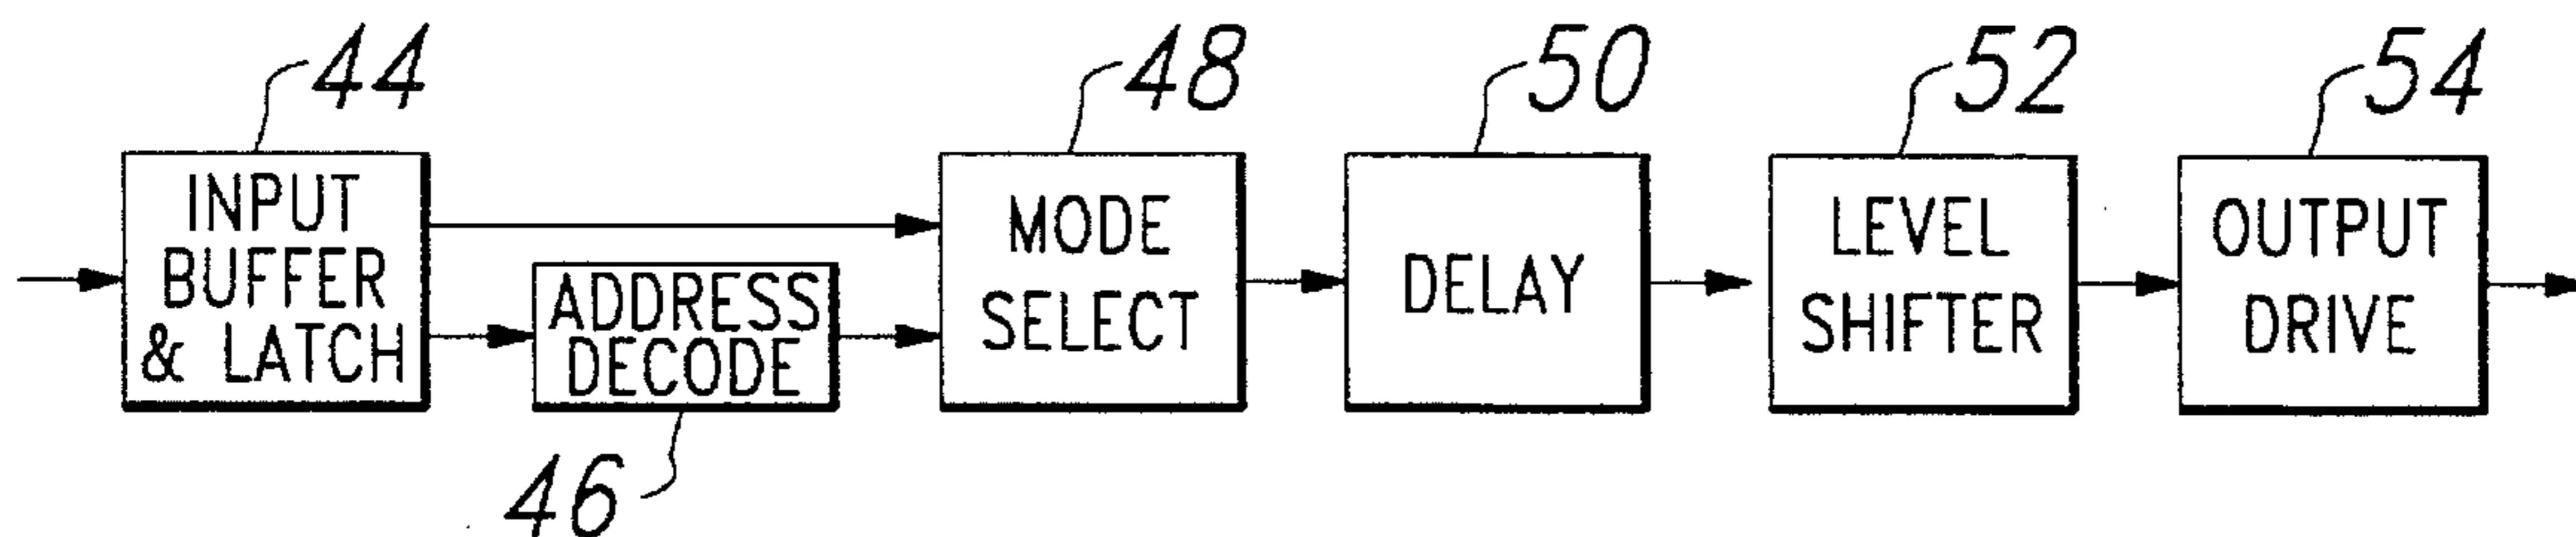 44
48
50
52
54
INPUT
BUFFER
& LATCH
ADDRESS
DECODE
MODE
SELECT
DELAY
LEVEL
SHIFTER
OUTPUT
DRIVE
46